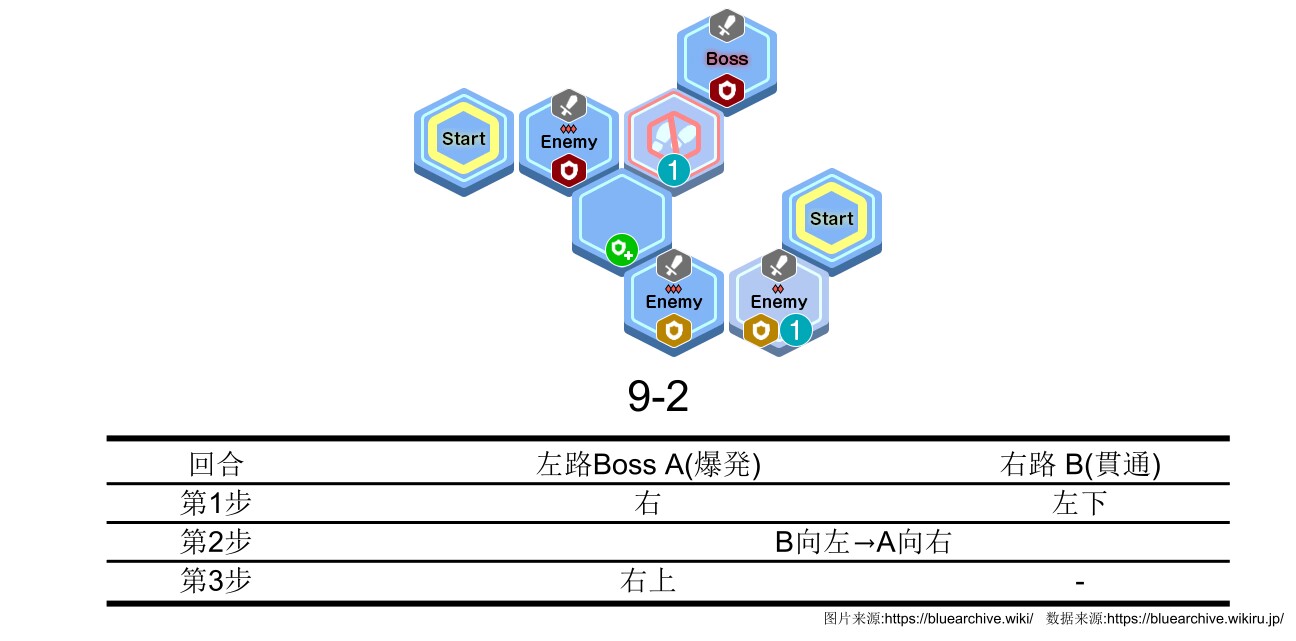 Boss
Start
Enemy
1
Start
Enemy
Enemy
1
9-2
回合 左路Boss A(爆発) 右路 B(貫通)
第1步 右 左下
第2步 B向左→A向右
第3步 右上 -
图片来源:https://bluearchive.wiki/ 数据来源:https://bluearchive.wikiru.jp/